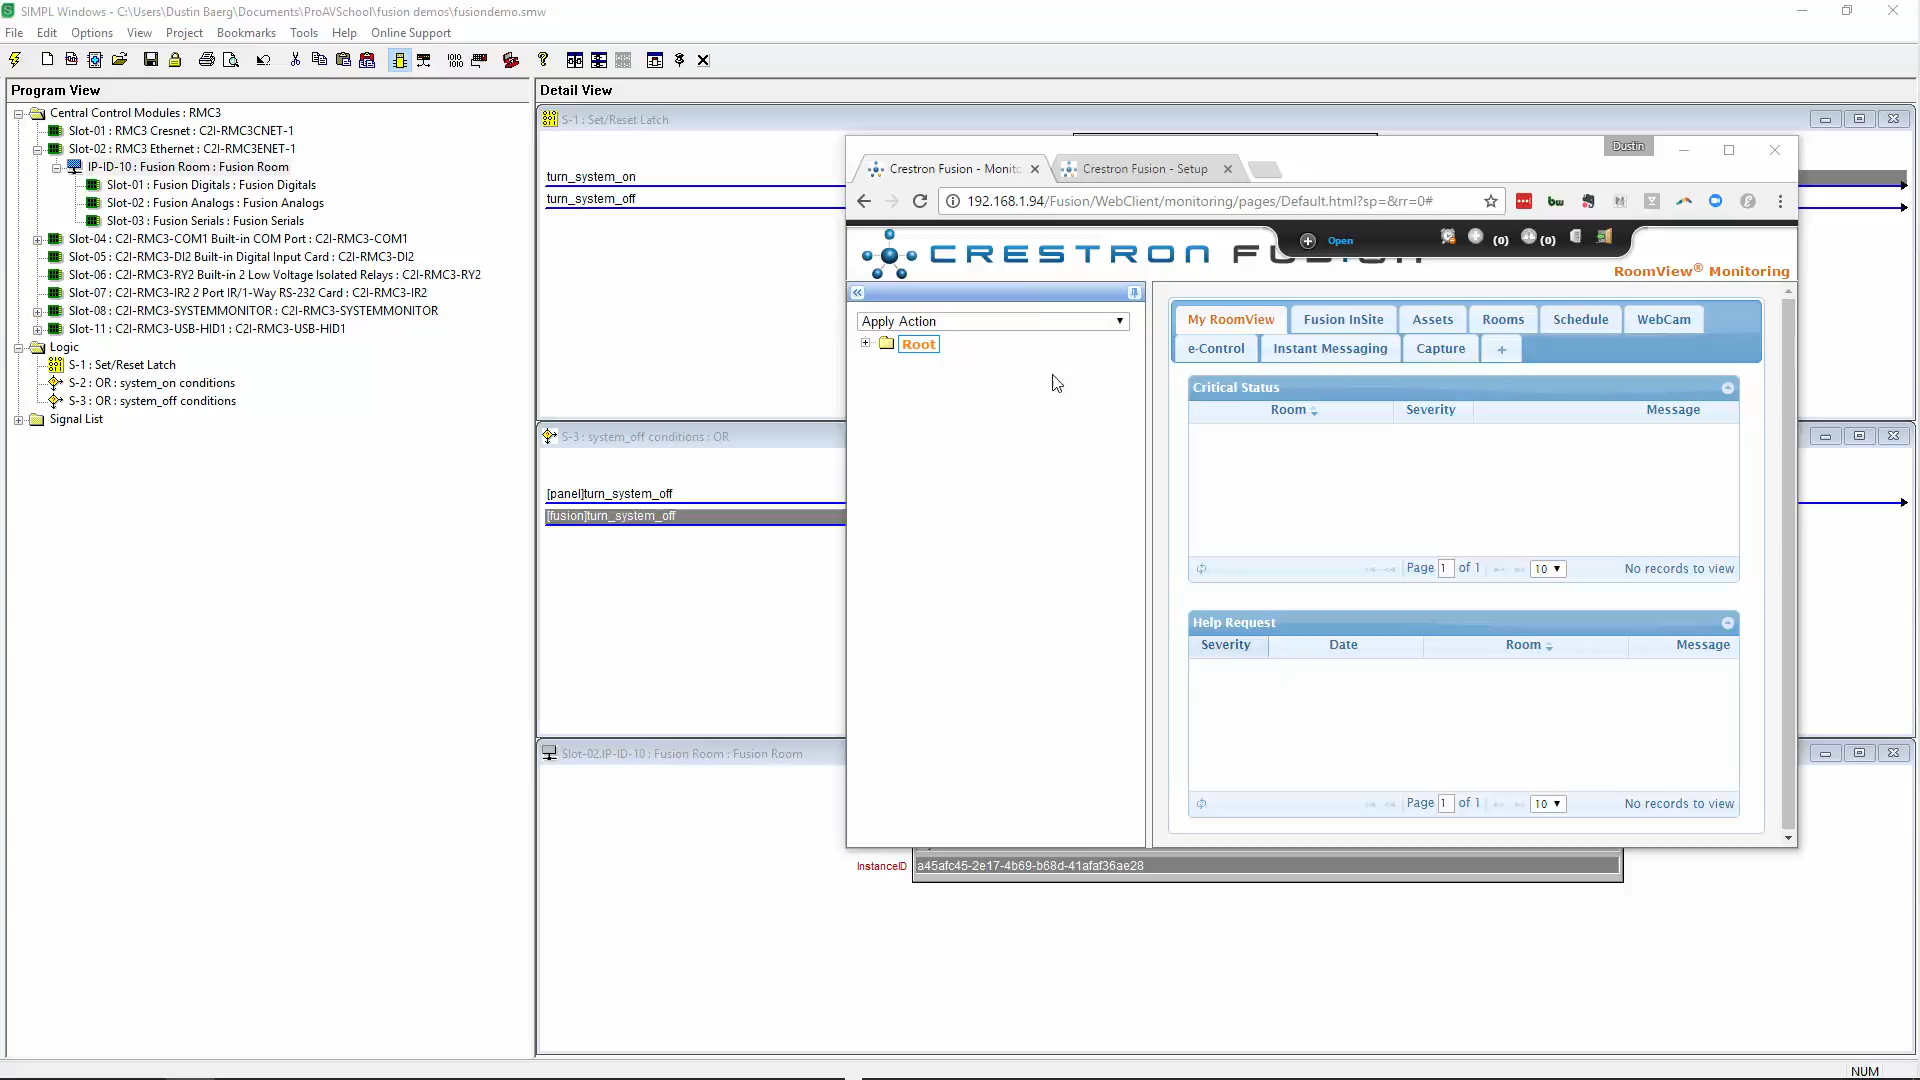 SIMPL Windows - C:\Users\Dustin Baerg\Documents\ProAVSchool\fusion demos\fusiondemo.smw
File Edit Options View Project Bookmarks Tools Help Online Support
Program View
Central Control Modules : RMC3
Slot-01 : RMC3 Cresnet : C2I-RMC3CNET-1
Slot-02 : RMC3 Ethernet : C2I-RMC3ENET-1
IP-ID-10 : Fusion Room : Fusion Room
Slot-01 : Fusion Digitals : Fusion Digitals
Slot-02 : Fusion Analogs : Fusion Analogs
Slot-03 : Fusion Serials : Fusion Serials
Slot-04 : C2I-RMC3-COM1 Built-in COM Port : C2I-RMC3-COM1
Slot-05 : C2I-RMC3-DI2 Built-in Digital Input Card : C2I-RMC3-DI2
Slot-06 : C2I-RMC3-RY2 Built-in 2 Low Voltage Isolated Relays : C2I-RMC3-RY2
Slot-07 : C2I-RMC3-IR2 2 Port IR/1-Way RS-232 Card : C2I-RMC3-IR2
Slot-08 : C2I-RMC3-SYSTEMMONITOR : C2I-RMC3-SYSTEMMONITOR
Slot-11 : C2I-RMC3-USB-HID1 : C2I-RMC3-USB-HID1
Logic
S-1 : Set/Reset Latch
S-2 : OR : system_on conditions
S-3 : OR : system_off conditions
Signal List
Detail View
S-1 : Set/Reset Latch
turn_system_on
turn_system_off
S-3 : system_off conditions : OR
[panel]turn_system_off
[fusion]turn_system_off
Slot-02.IP-ID-10 : Fusion Room : Fusion Room
InstanceID a45afc45-2e17-4b69-b68d-41afaf36ae28
Dustin
Crestron Fusion - Monito Crestron Fusion - Setup
192.168.1.94/Fusion/WebClient/monitoring/pages/Default.html?sp=&rr=0#
Open (0) (0)
CRESTRON FUSION
RoomView® Monitoring
Apply Action
Root
My RoomView Fusion InSite Assets Rooms Schedule WebCam
e-Control Instant Messaging Capture +
Critical Status
Room Severity Message
Page 1 of 1 10 No records to view
Help Request
Severity Date Room Message
Page 1 of 1 10 No records to view
NUM